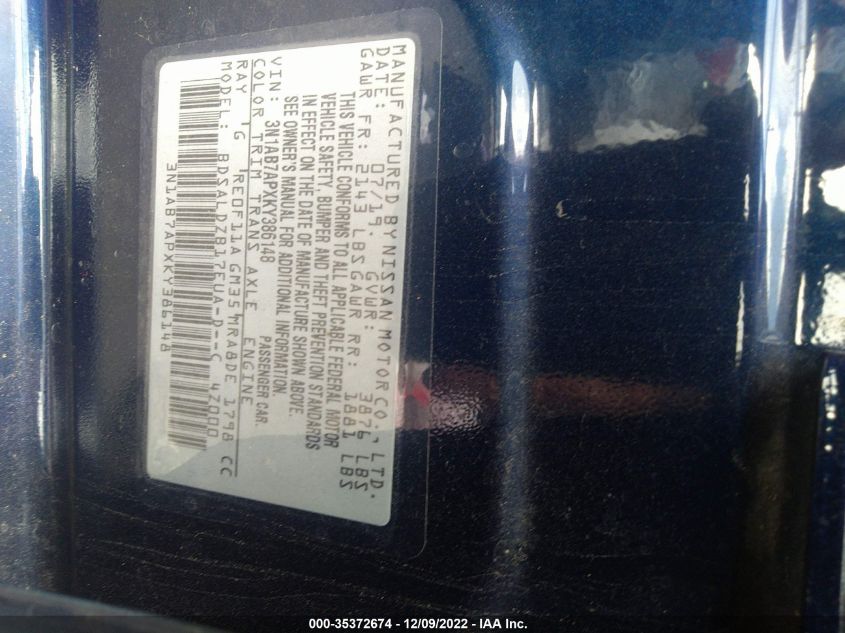 MANUFACTURED BY NISSAN MOTOR CO., LTD.
DATE: 07/19 GVWR: 3876 LBS
GAWR FR: 2143 LBS GAWR RR: 1881 LBS
THIS VEHICLE CONFORMS TO ALL APPLICABLE FEDERAL MOTOR
VEHICLE SAFETY, BUMPER AND THEFT PREVENTION STANDARDS
IN EFFECT ON THE DATE OF MANUFACTURE SHOWN ABOVE.
SEE OWNER'S MANUAL FOR ADDITIONAL INFORMATION.
VIN: 3N1AB7APXKY386148 PASSENGER CAR
COLOR TRIM TRANS AXLE ENGINE
RAY G RE0F11A GM35 MRA8DE 1798 CC
MODEL: BDSALDZB17EUA-D--C 4Z000
3N1AB7APXKY386148
000-35372674 - 12/09/2022 - IAA Inc.